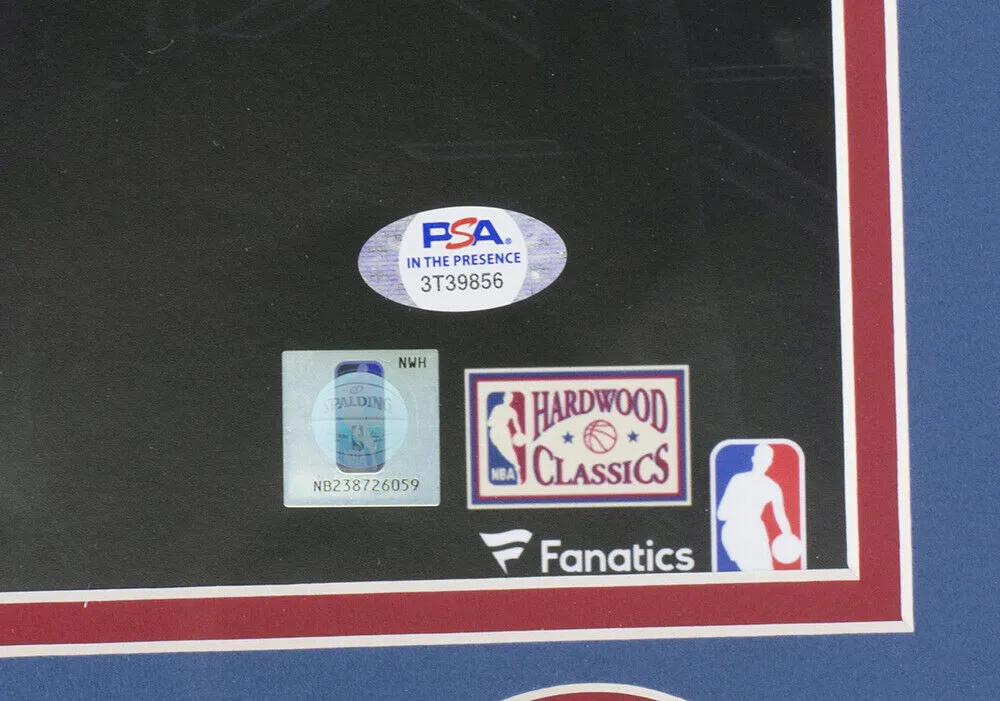 PSA®
IN THE PRESENCE
3T39856
NWH
SPALDING
NB238726059
HARDWOOD
CLASSICS
NBA
Fanatics